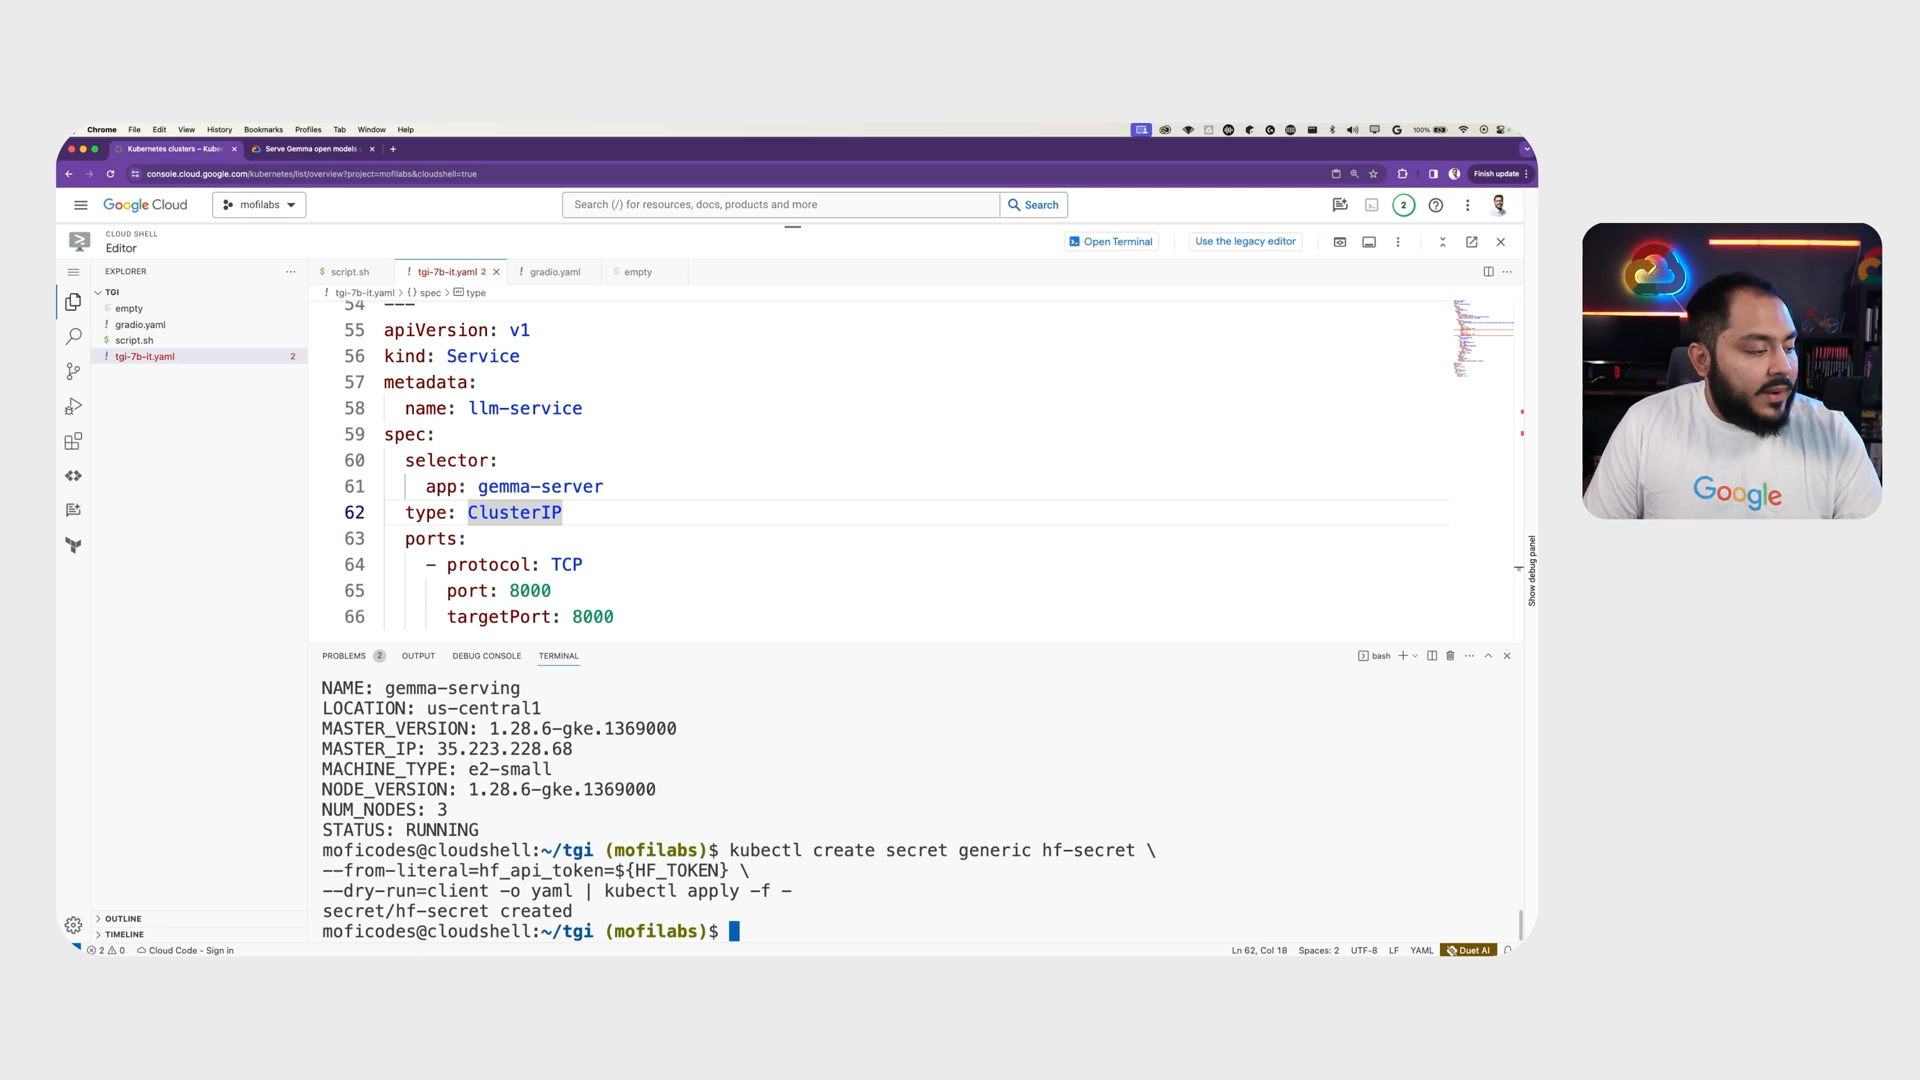 Chrome File Edit View History Bookmarks Profiles Tab Window Help 100%
Kubernetes clusters – Kuber Serve Gemma open models
console.cloud.google.com/kubernetes/list/overview?project=mofilabs&cloudshell=true Finish update
Google Cloud mofilabs Search (/) for resources, docs, products and more Search 2
CLOUD SHELL
Editor Open Terminal Use the legacy editor
EXPLORER script.sh tgi-7b-it.yaml 2 gradio.yaml empty
TGI tgi-7b-it.yaml > {} spec > type
empty
gradio.yaml
script.sh
tgi-7b-it.yaml 2
54 ---
55 apiVersion: v1
56 kind: Service
57 metadata:
58 name: llm-service
59 spec:
60 selector:
61 app: gemma-server
62 type: ClusterIP
63 ports:
64 - protocol: TCP
65 port: 8000
66 targetPort: 8000
Show debug panel
PROBLEMS 2 OUTPUT DEBUG CONSOLE TERMINAL bash
NAME: gemma-serving
LOCATION: us-central1
MASTER_VERSION: 1.28.6-gke.1369000
MASTER_IP: 35.223.228.68
MACHINE_TYPE: e2-small
NODE_VERSION: 1.28.6-gke.1369000
NUM_NODES: 3
STATUS: RUNNING
moficodes@cloudshell:~/tgi (mofilabs)$ kubectl create secret generic hf-secret \
--from-literal=hf_api_token=${HF_TOKEN} \
--dry-run=client -o yaml | kubectl apply -f -
secret/hf-secret created
moficodes@cloudshell:~/tgi (mofilabs)$
OUTLINE
TIMELINE
2 0 Cloud Code - Sign in Ln 62, Col 18 Spaces: 2 UTF-8 LF YAML Duet AI
Google